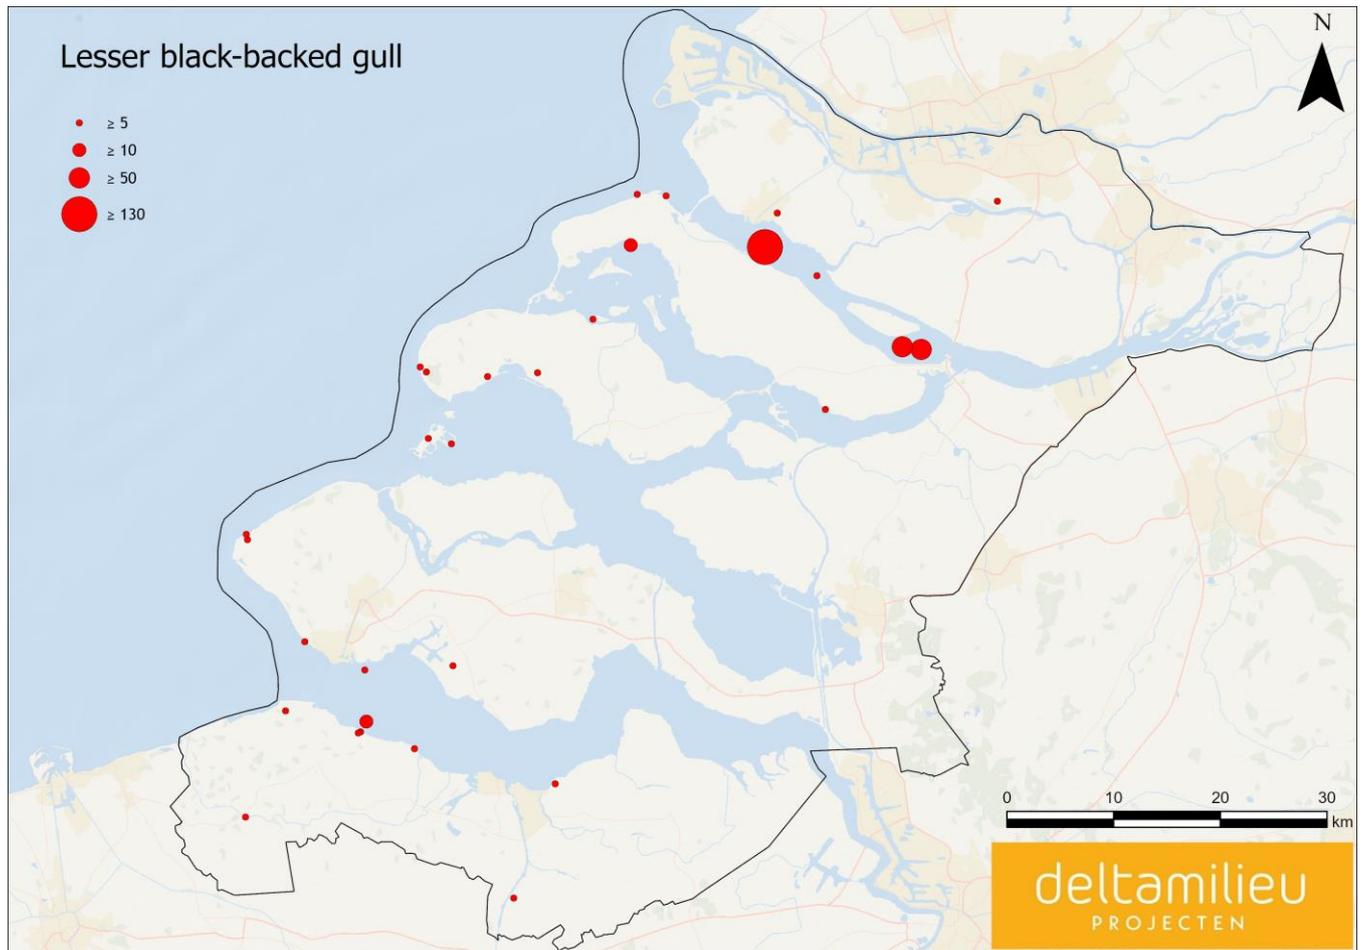 Lesser black-backed gull
≥ 5
≥ 10
≥ 50
≥ 130
N
0 10 20 30
km
deltamilieu
PROJECTEN